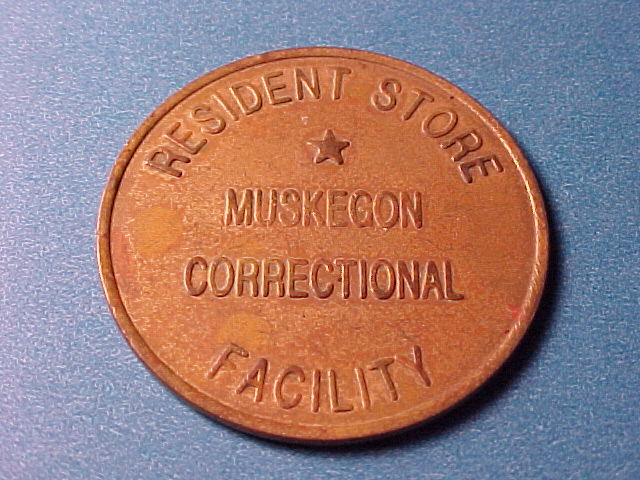 RESIDENT STORE
MUSKEGON
CORRECTIONAL
FACILITY